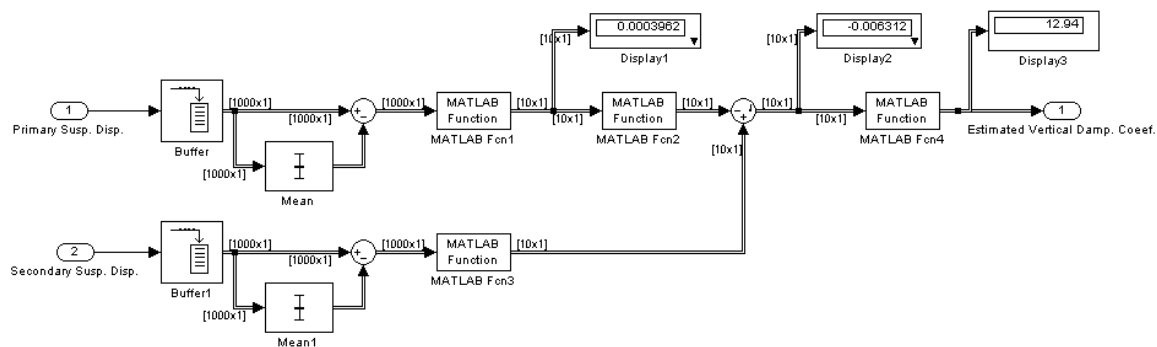 0.0003962
-0.006312
12.94
[10x1]
[10x1]
Display1
Display2
Display3
1
[1000x1]
[1000x1]
[1000x1]
MATLAB
Function
[10x1]
[10x1]
MATLAB
Function
[10x1]
[10x1]
[10x1]
[10x1]
MATLAB
Function
1
Primary Susp. Disp.
MATLAB Fcn1
MATLAB Fcn2
MATLAB Fcn4
Estimated Vertical Damp. Coeef.
Buffer
[1000x1]
[10x1]
Mean
2
[1000x1]
[1000x1]
[1000x1]
MATLAB
Function
[10x1]
Secondary Susp. Disp.
MATLAB Fcn3
Buffer1
[1000x1]
Mean1